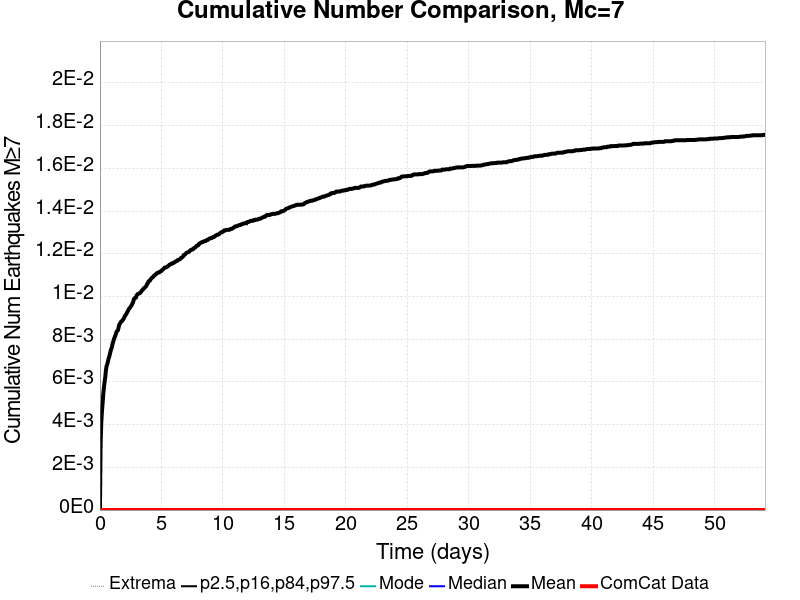 Cumulative Number Comparison, Mc=7
Cumulative Num Earthquakes M≥7
2E-2
1.8E-2
1.6E-2
1.4E-2
1.2E-2
1E-2
8E-3
6E-3
4E-3
2E-3
0E0
0 5 10 15 20 25 30 35 40 45 50
Time (days)
Extrema p2.5,p16,p84,p97.5 Mode Median Mean ComCat Data